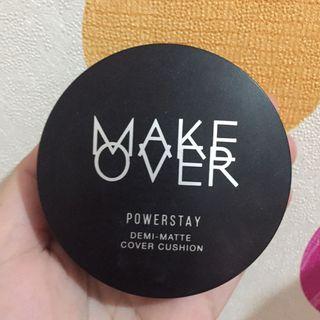 MAKE
OVER
POWERSTAY
DEMI-MATTE
COVER CUSHION